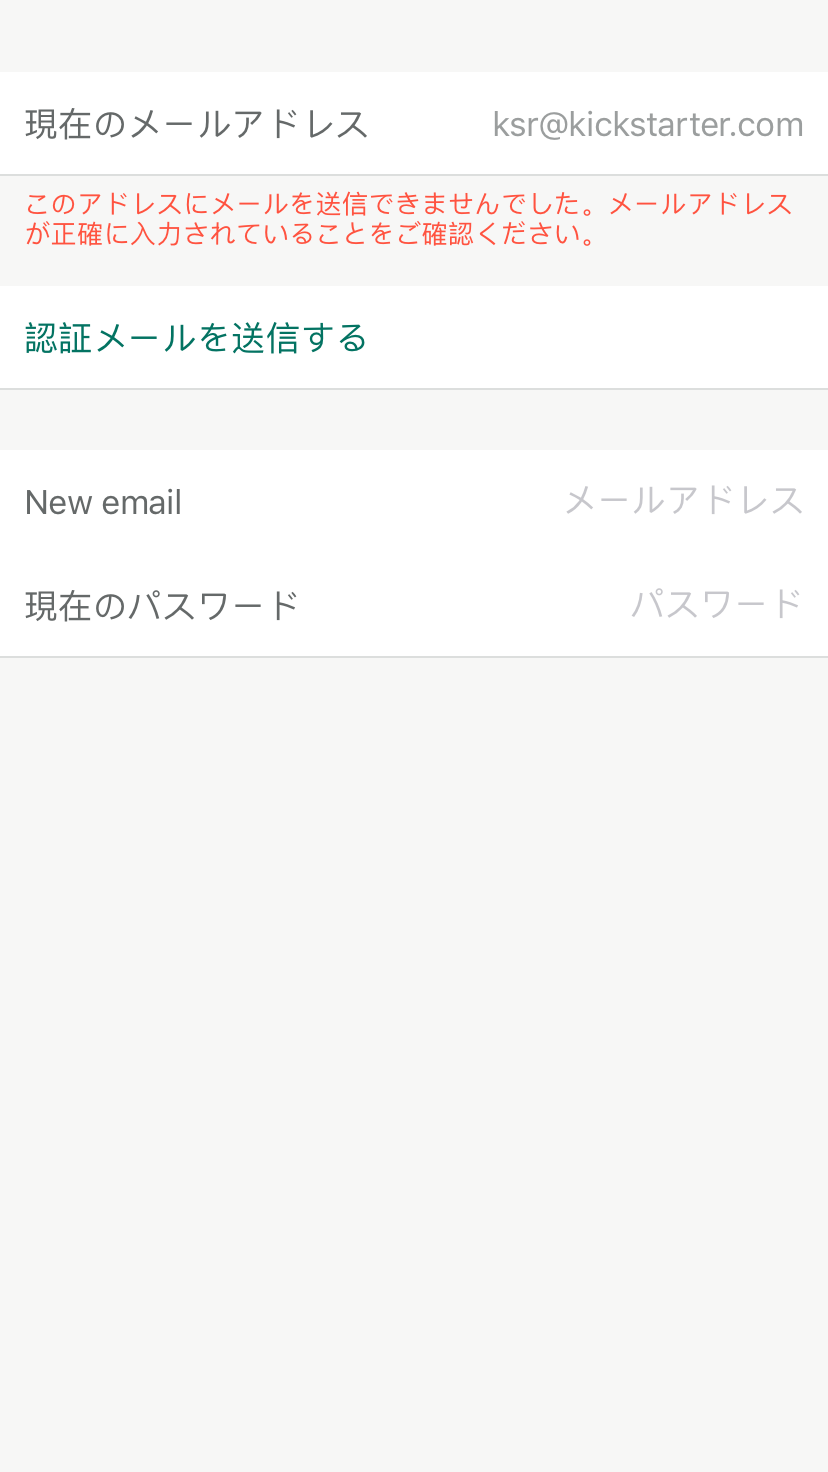 現在のメールアドレス ksr@kickstarter.com
このアドレスにメールを送信できませんでした。メールアドレス
が正確に入力されていることをご確認ください。
認証メールを送信する
New email メールアドレス
現在のパスワード パスワード